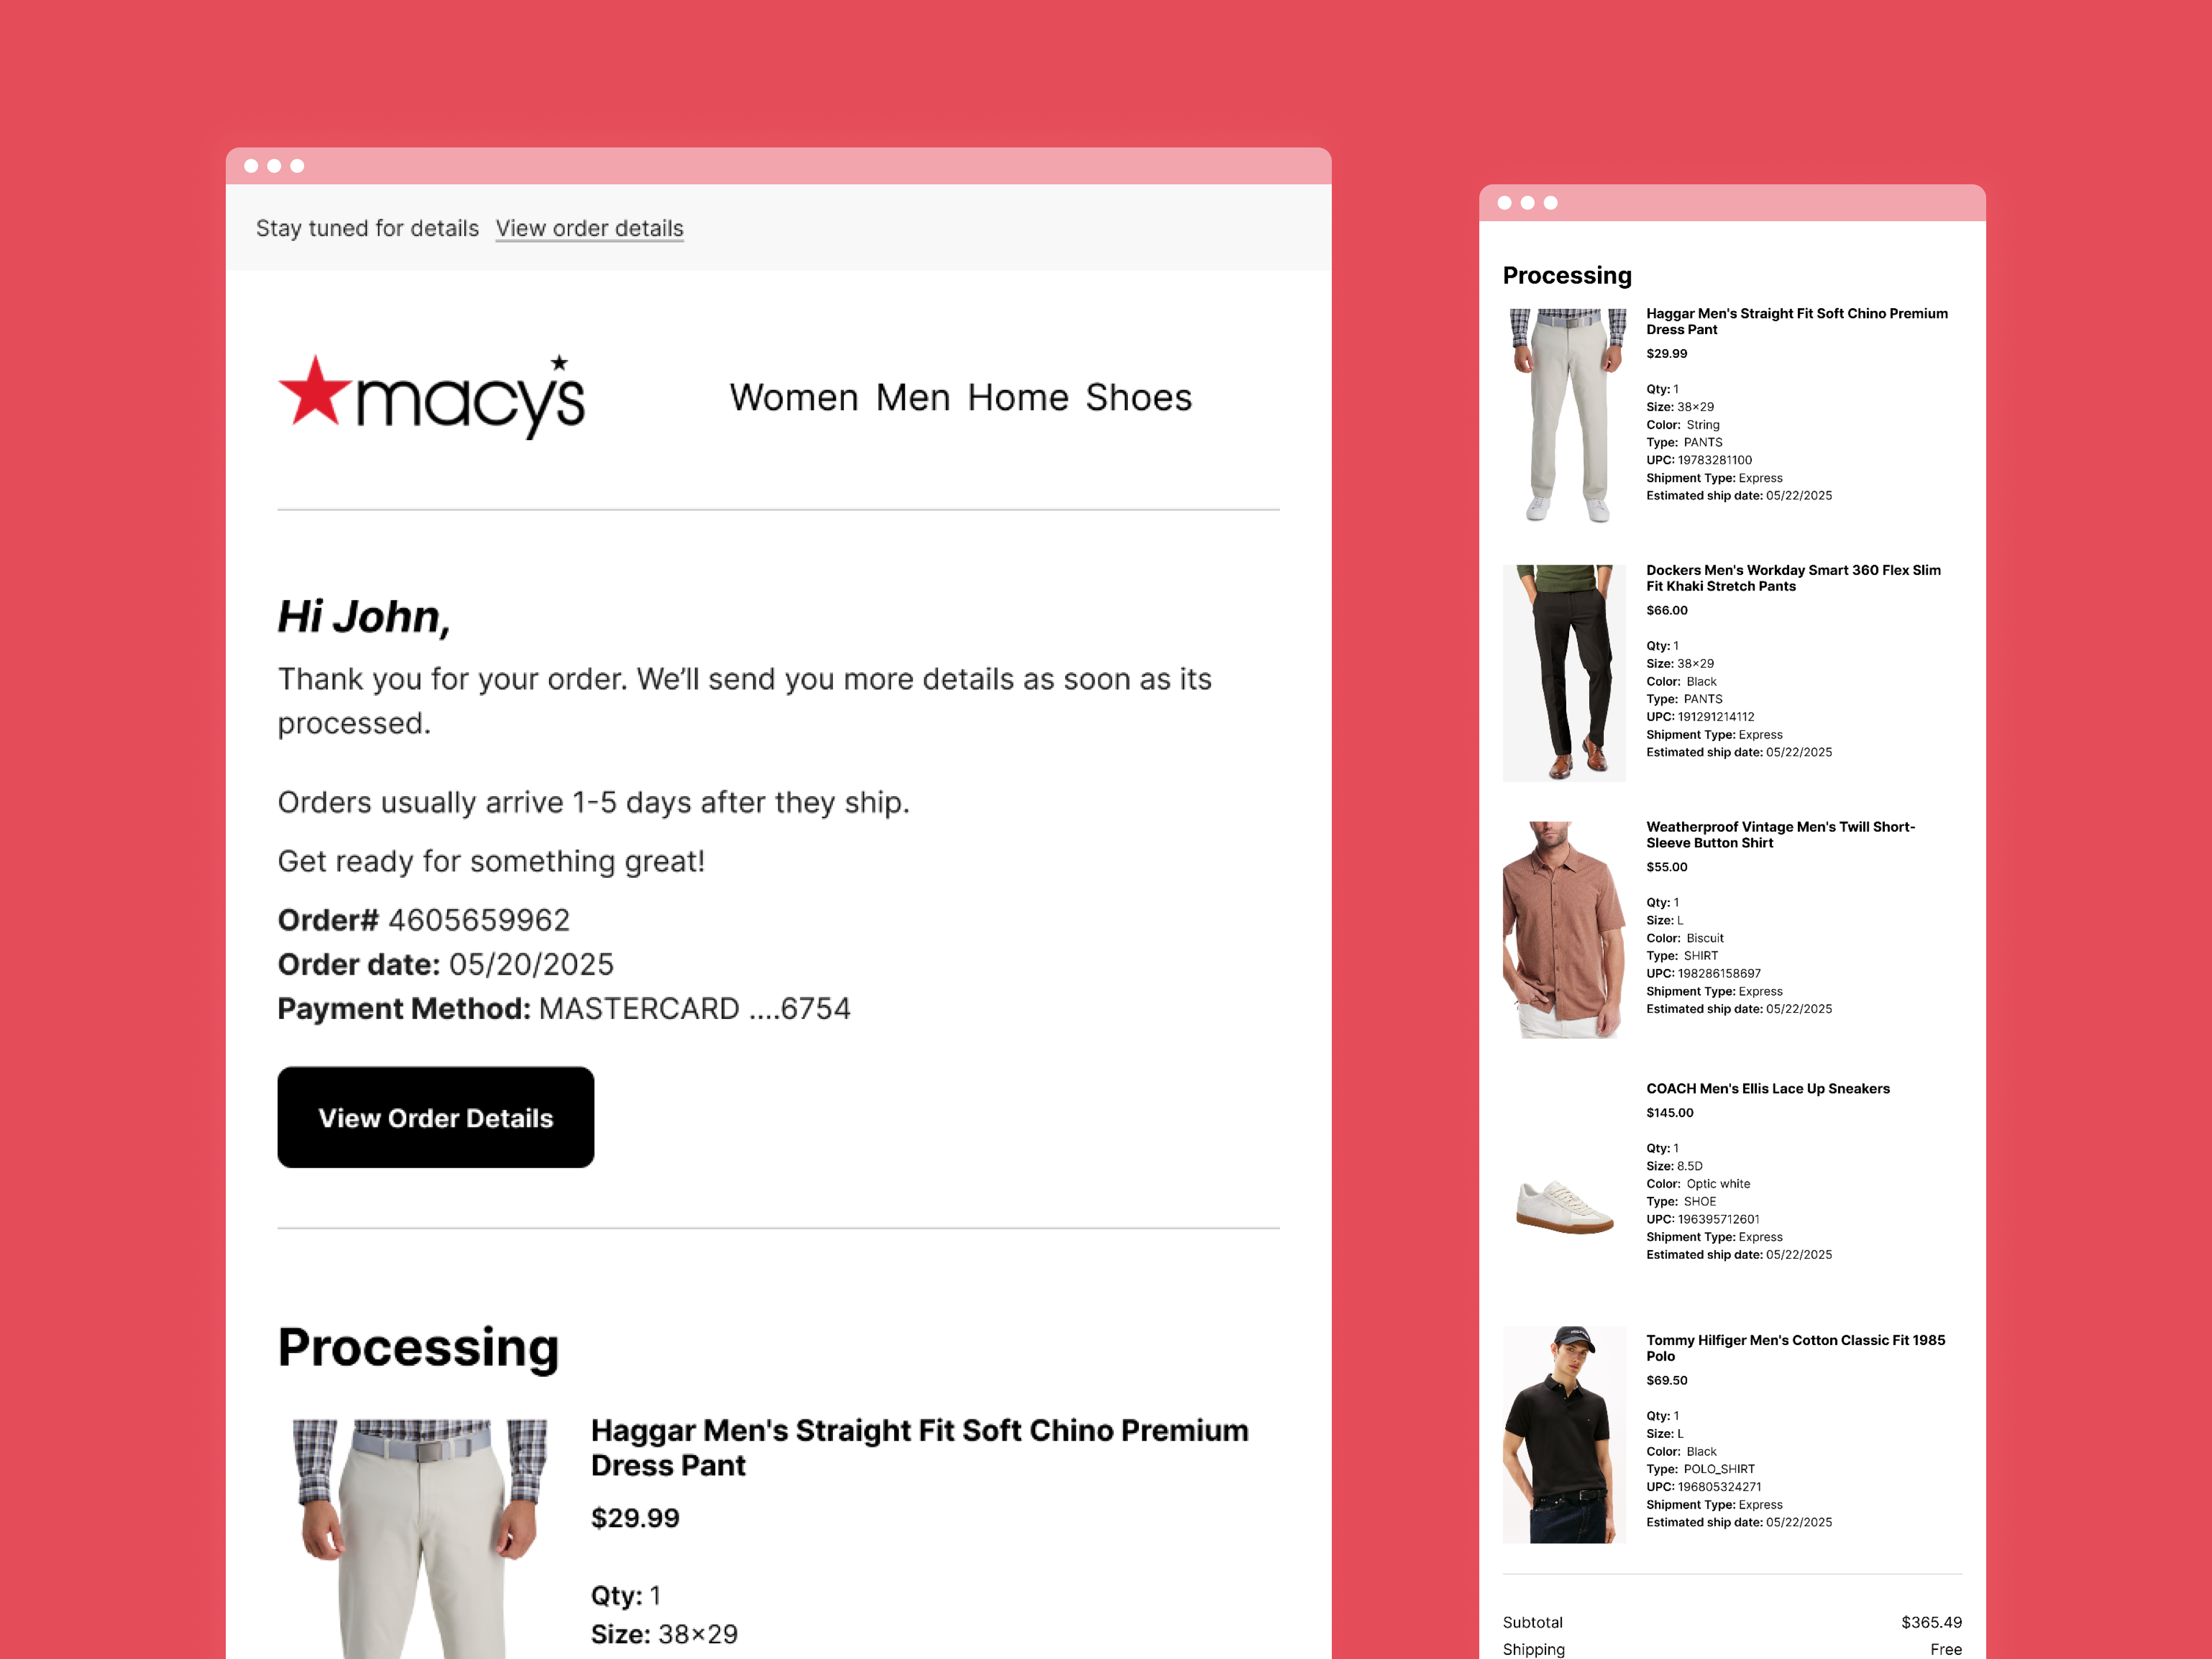 Stay tuned for details View order details
macy's
Women Men Home Shoes
Hi John,
Thank you for your order. We’ll send you more details as soon as its
processed.
Orders usually arrive 1-5 days after they ship.
Get ready for something great!
Order# 4605659962
Order date: 05/20/2025
Payment Method: MASTERCARD ....6754
View Order Details
Processing
Haggar Men's Straight Fit Soft Chino Premium
Dress Pant
$29.99
Qty: 1
Size: 38×29
Processing
Haggar Men's Straight Fit Soft Chino Premium
Dress Pant
$29.99
Qty: 1
Size: 38×29
Color: String
Type: PANTS
UPC: 19783281100
Shipment Type: Express
Estimated ship date: 05/22/2025
Dockers Men's Workday Smart 360 Flex Slim
Fit Khaki Stretch Pants
$66.00
Qty: 1
Size: 38×29
Color: Black
Type: PANTS
UPC: 191291214112
Shipment Type: Express
Estimated ship date: 05/22/2025
Weatherproof Vintage Men's Twill Short-
Sleeve Button Shirt
$55.00
Qty: 1
Size: L
Color: Biscuit
Type: SHIRT
UPC: 198286158697
Shipment Type: Express
Estimated ship date: 05/22/2025
COACH Men's Ellis Lace Up Sneakers
$145.00
Qty: 1
Size: 8.5D
Color: Optic white
Type: SHOE
UPC: 196395712601
Shipment Type: Express
Estimated ship date: 05/22/2025
Tommy Hilfiger Men's Cotton Classic Fit 1985
Polo
$69.50
Qty: 1
Size: L
Color: Black
Type: POLO_SHIRT
UPC: 196805324271
Shipment Type: Express
Estimated ship date: 05/22/2025
Subtotal $365.49
Shipping Free